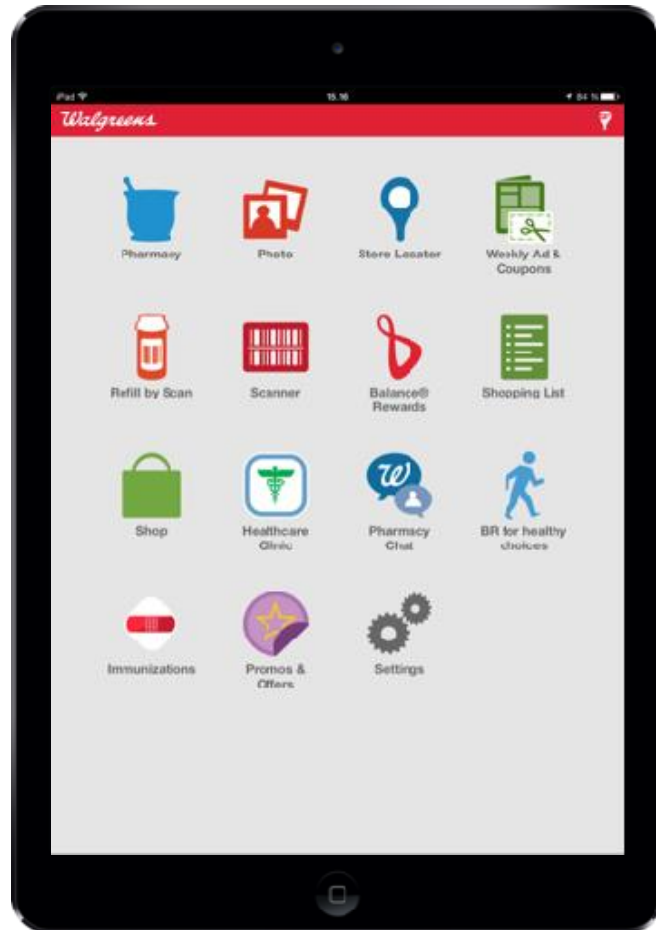 iPad
15.16
84 %
Walgreens
Pharmacy
Photo
Store Locator
Weekly Ad &
Coupons
Refill by Scan
Scanner
Balance®
Rewards
Shopping List
Shop
Healthcare
Clinic
Pharmacy
Chat
BR for healthy
choices
Immunizations
Promos &
Offers
Settings